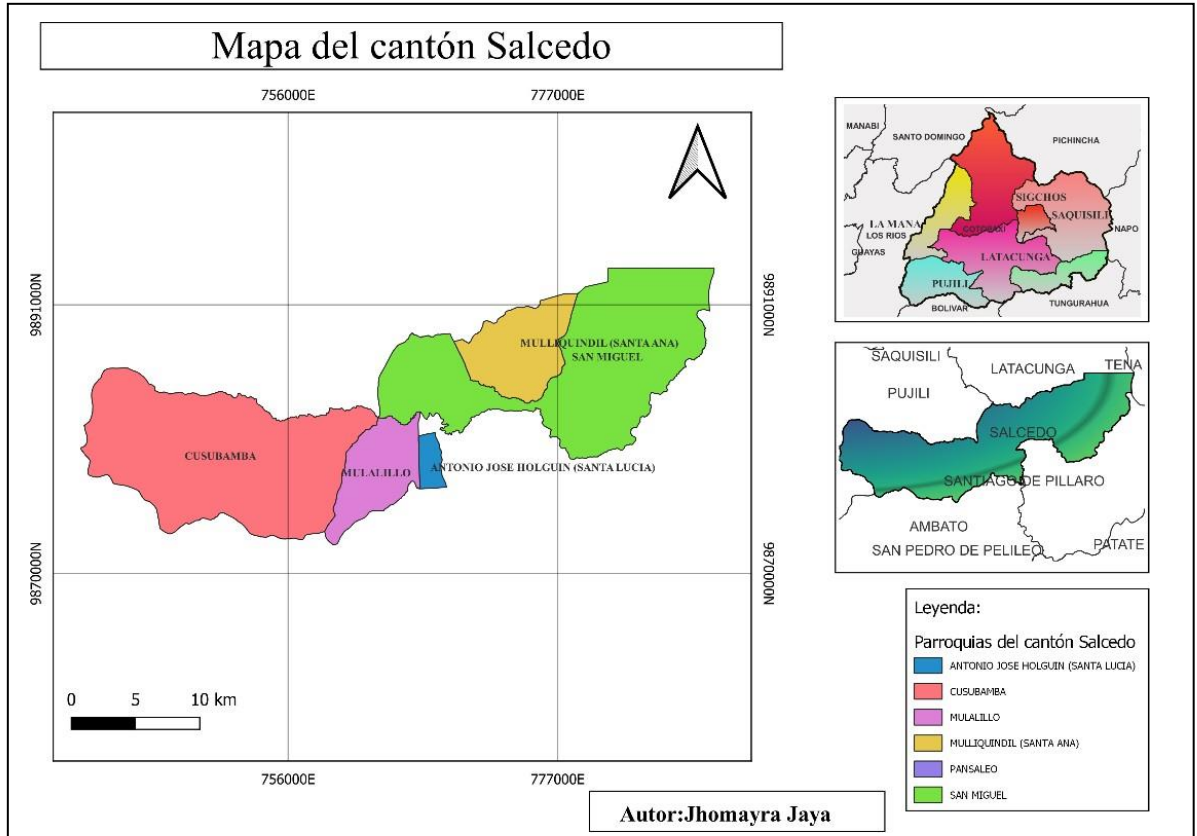 Mapa del cantón Salcedo
756000E
777000E
9891000N
9891000N
MULLIQUINDIL (SANTA ANA)
SAN MIGUEL
CUSUBAMBA
MULALILLO
ANTONIO JOSE HOLGUIN (SANTA LUCIA)
9870000N
9870000N
0 5 10 km
756000E
777000E
Autor:Jhomayra Jaya
MANABI
SANTO DOMINGO
PICHINCHA
SIGCHOS
SAQUISILI
LA MANA
LOS RIOS
COTOPAXI
NAPO
GUAYAS
LATACUNGA
PUJILI
BOLIVAR
TUNGURAHUA
SAQUISILI
LATACUNGA
TENA
PUJILI
SALCEDO
SANTIAGO DE PILLARO
AMBATO
SAN PEDRO DE PELILEO
PATATE
Leyenda:
Parroquias del cantón Salcedo
ANTONIO JOSE HOLGUIN (SANTA LUCIA)
CUSUBAMBA
MULALILLO
MULLIQUINDIL (SANTA ANA)
PANSALEO
SAN MIGUEL